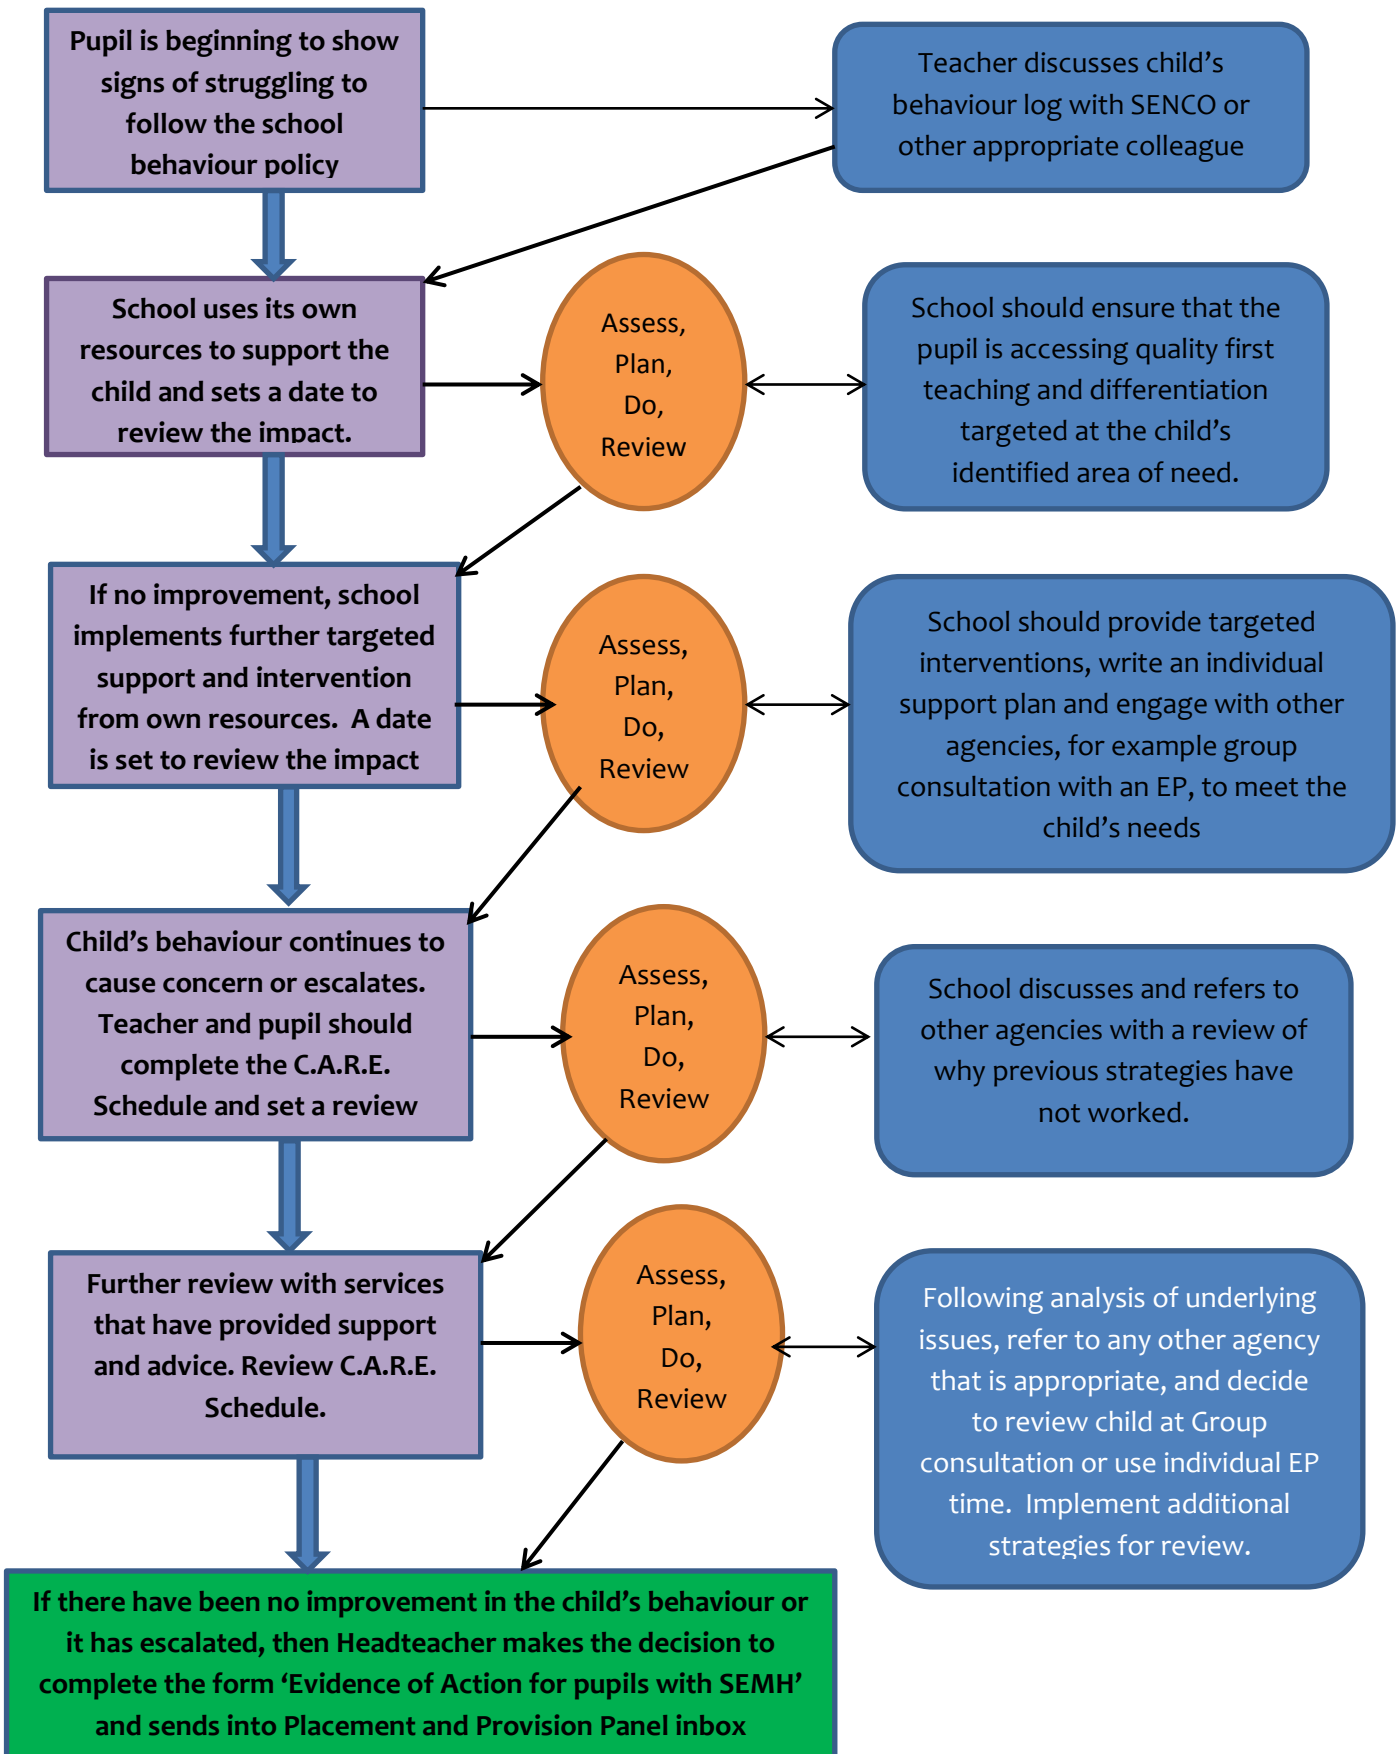 Pupil is beginning to show
signs of struggling to
follow the school
behaviour policy
Teacher discusses child’s
behaviour log with SENCO or
other appropriate colleague
School uses its own
resources to support the
child and sets a date to
review the impact.
Assess,
Plan,
Do,
Review
School should ensure that the
pupil is accessing quality first
teaching and differentiation
targeted at the child’s
identified area of need.
If no improvement, school
implements further targeted
support and intervention
from own resources.  A date
is set to review the impact
Assess,
Plan,
Do,
Review
School should provide targeted
interventions, write an individual
support plan and engage with other
agencies, for example group
consultation with an EP, to meet the
child’s needs
Child’s behaviour continues to
cause concern or escalates.
Teacher and pupil should
complete the C.A.R.E.
Schedule and set a review
Assess,
Plan,
Do,
Review
School discusses and refers to
other agencies with a review of
why previous strategies have
not worked.
Further review with services
that have provided support
and advice. Review C.A.R.E.
Schedule.
Assess,
Plan,
Do,
Review
Following analysis of underlying
issues, refer to any other agency
that is appropriate, and decide
to review child at Group
consultation or use individual EP
time.  Implement additional
strategies for review.
If there have been no improvement in the child’s behaviour or
it has escalated, then Headteacher makes the decision to
complete the form ‘Evidence of Action for pupils with SEMH’
and sends into Placement and Provision Panel inbox